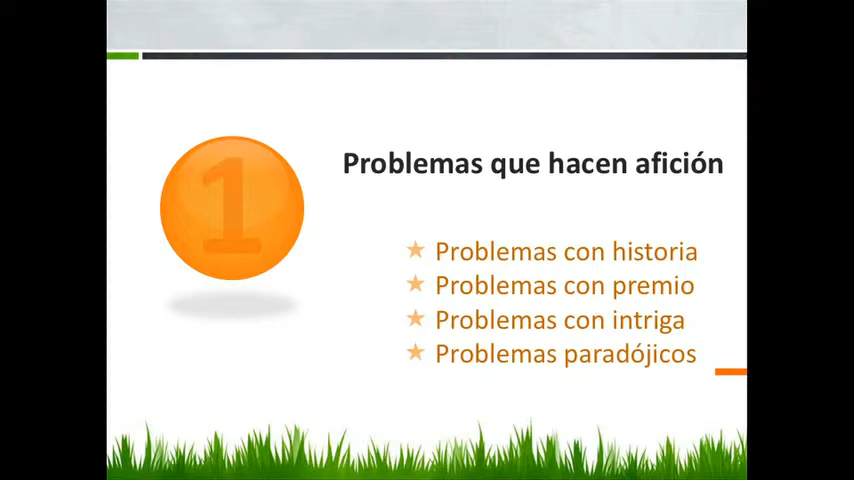 1
Problemas que hacen afición
Problemas con historia
Problemas con premio
Problemas con intriga
Problemas paradójicos